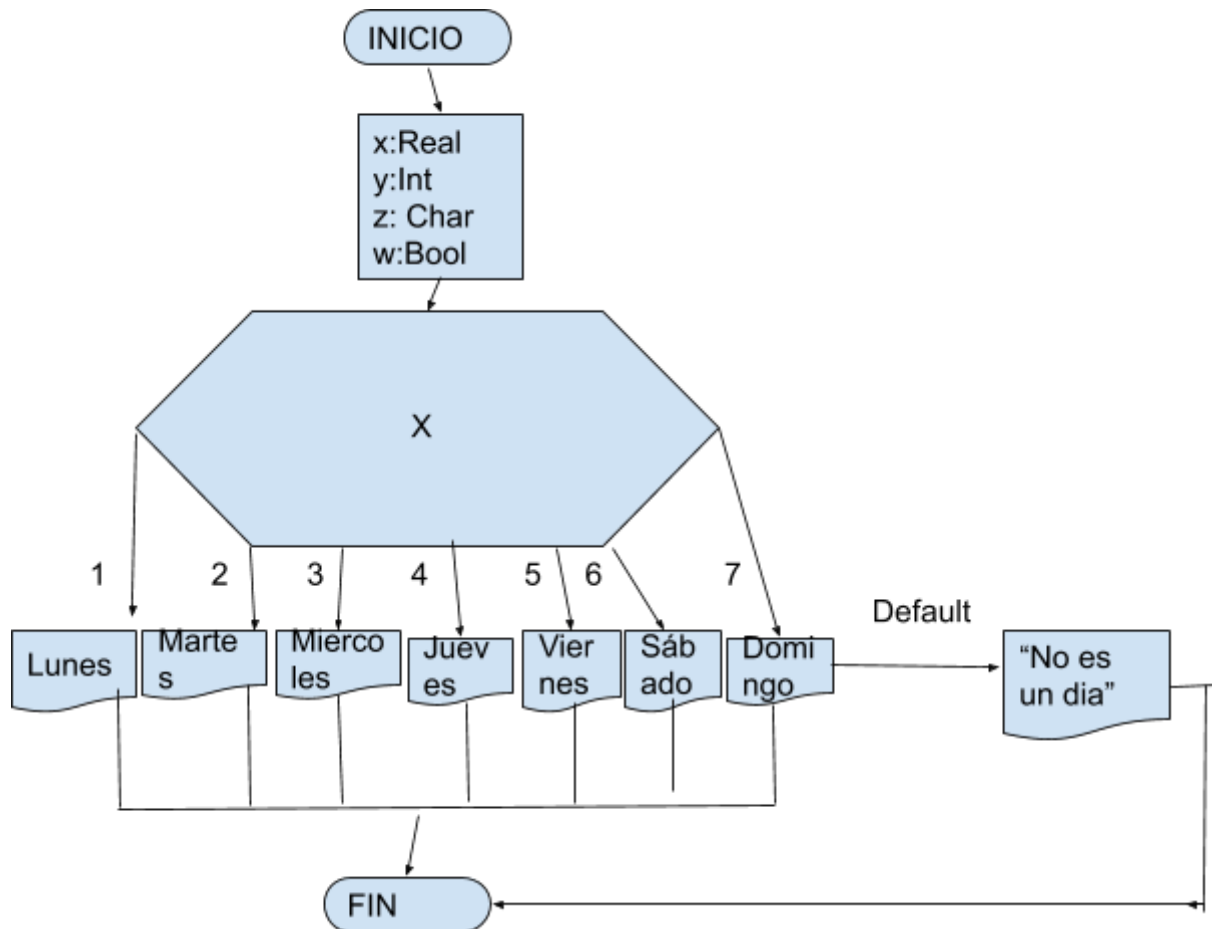 INICIO
x:Real
y:Int
z: Char
w:Bool
X
1
2
3
4
5
6
7
Default
Lunes
Marte
s
Mierco
les
Juev
es
Vier
nes
Sáb
ado
Domi
ngo
“No es
un dia”
FIN